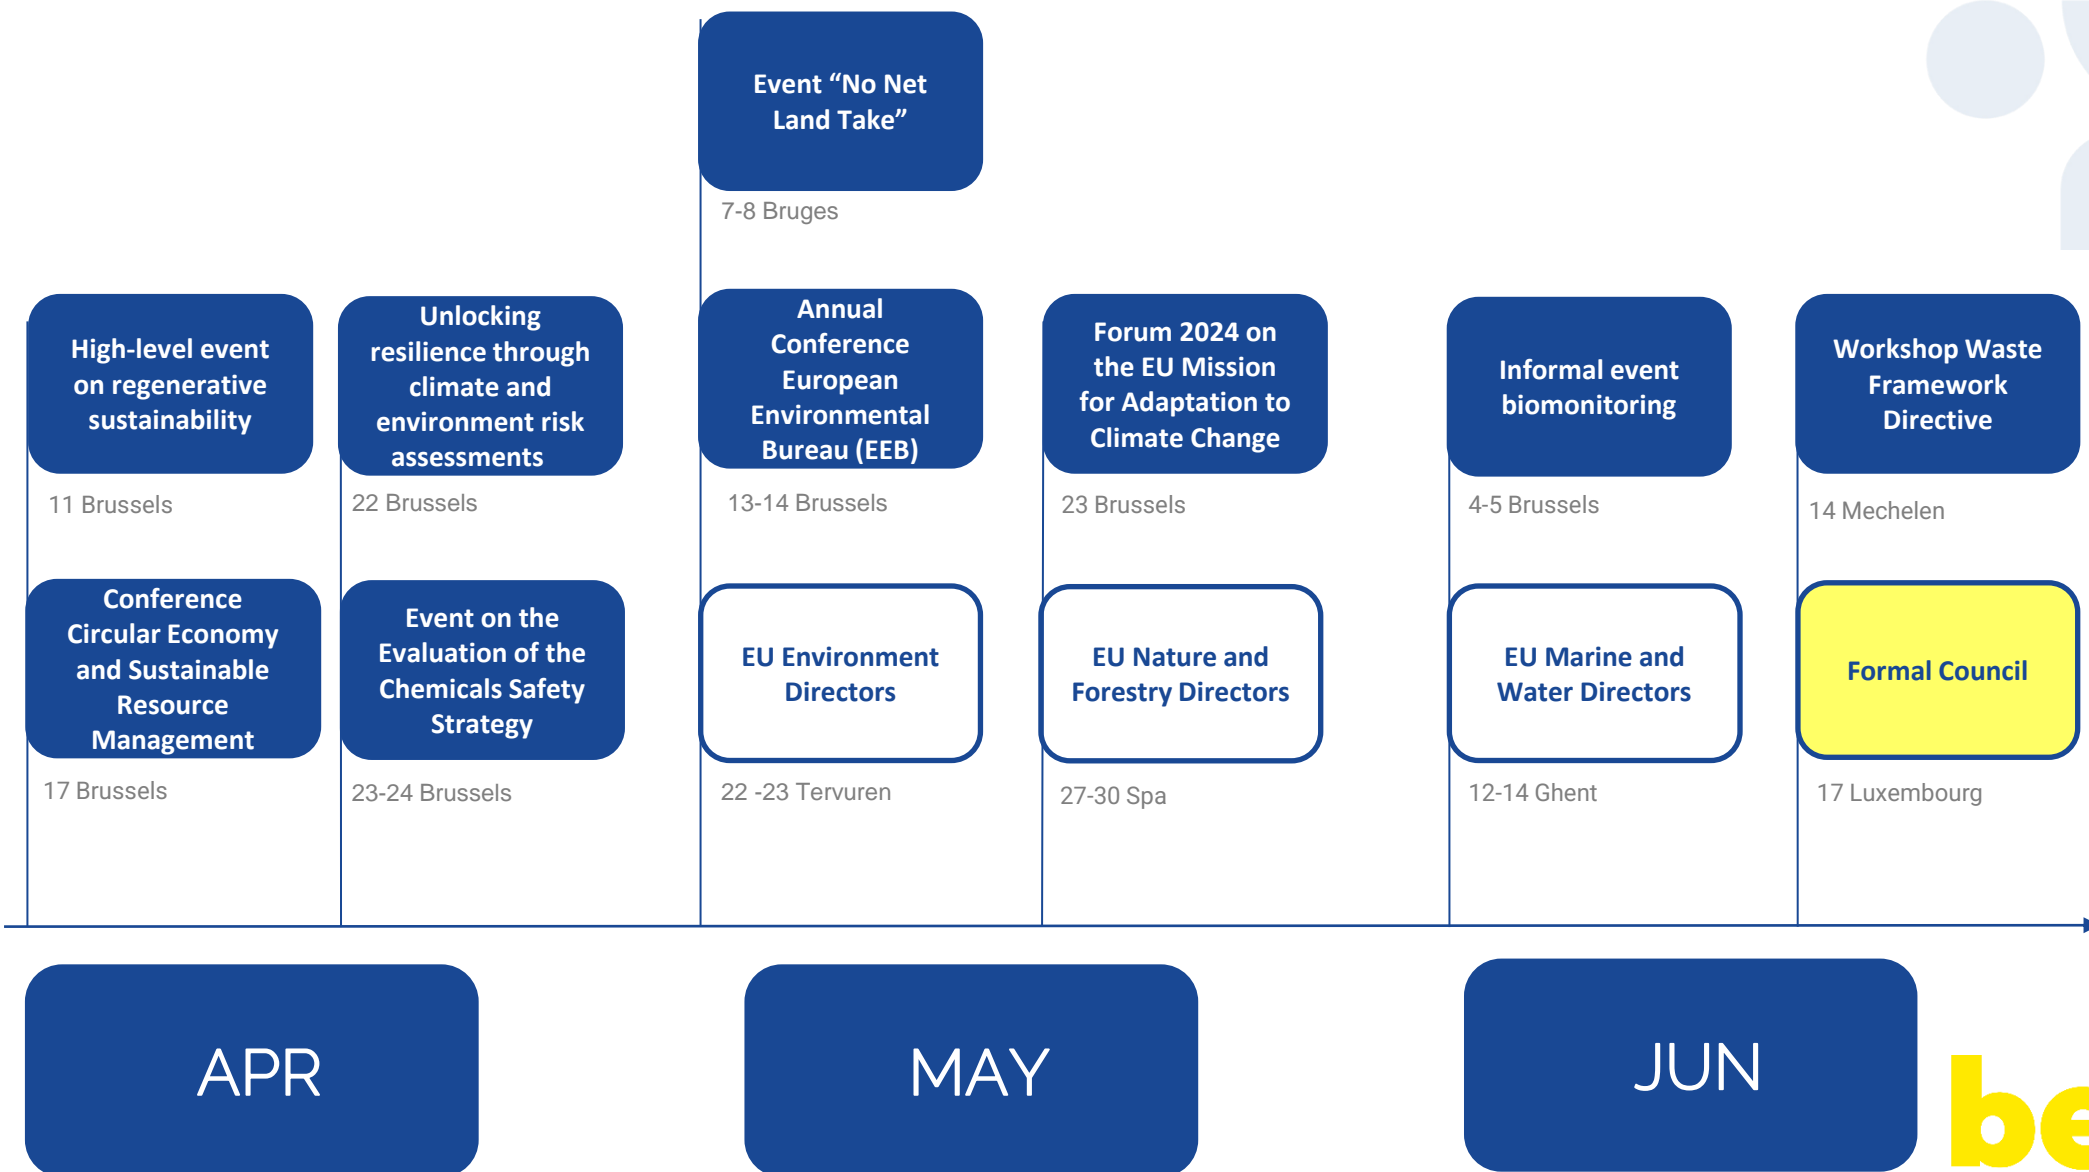 Event “No Net
Land Take”
7-8 Bruges
High-level event
on regenerative
sustainability
11 Brussels
Unlocking
resilience through
climate and
environment risk
assessments
22 Brussels
Annual
Conference
European
Environmental
Bureau (EEB)
13-14 Brussels
Forum 2024 on
the EU Mission
for Adaptation to
Climate Change
23 Brussels
Informal event
biomonitoring
4-5 Brussels
Workshop Waste
Framework
Directive
14 Mechelen
Conference
Circular Economy
and Sustainable
Resource
Management
17 Brussels
Event on the
Evaluation of the
Chemicals Safety
Strategy
23-24 Brussels
EU Environment
Directors
22 -23 Tervuren
EU Nature and
Forestry Directors
27-30 Spa
EU Marine and
Water Directors
12-14 Ghent
Formal Council
17 Luxembourg
APR
MAY
JUN
be